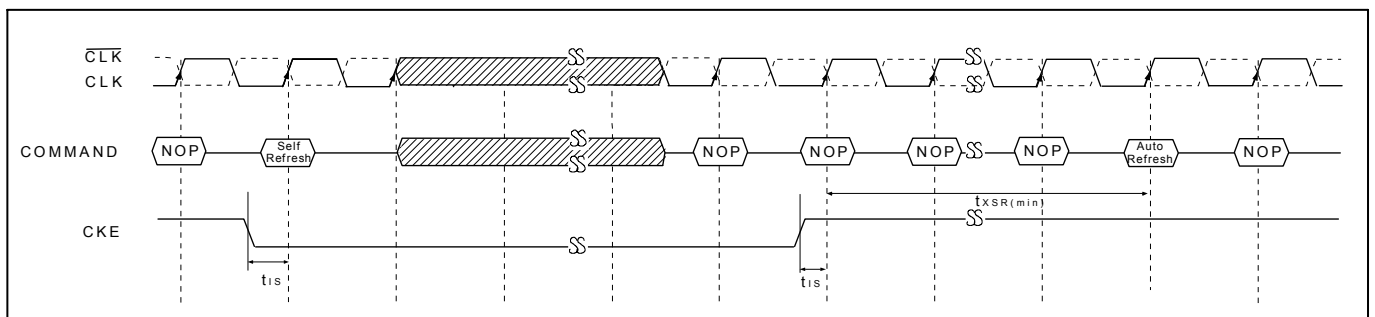 CLK
CLK
COMMAND
NOP
Self
Refresh
NOP
NOP
NOP
NOP
Auto
Refresh
NOP
tXSR(min)
CKE
tIS
tIS